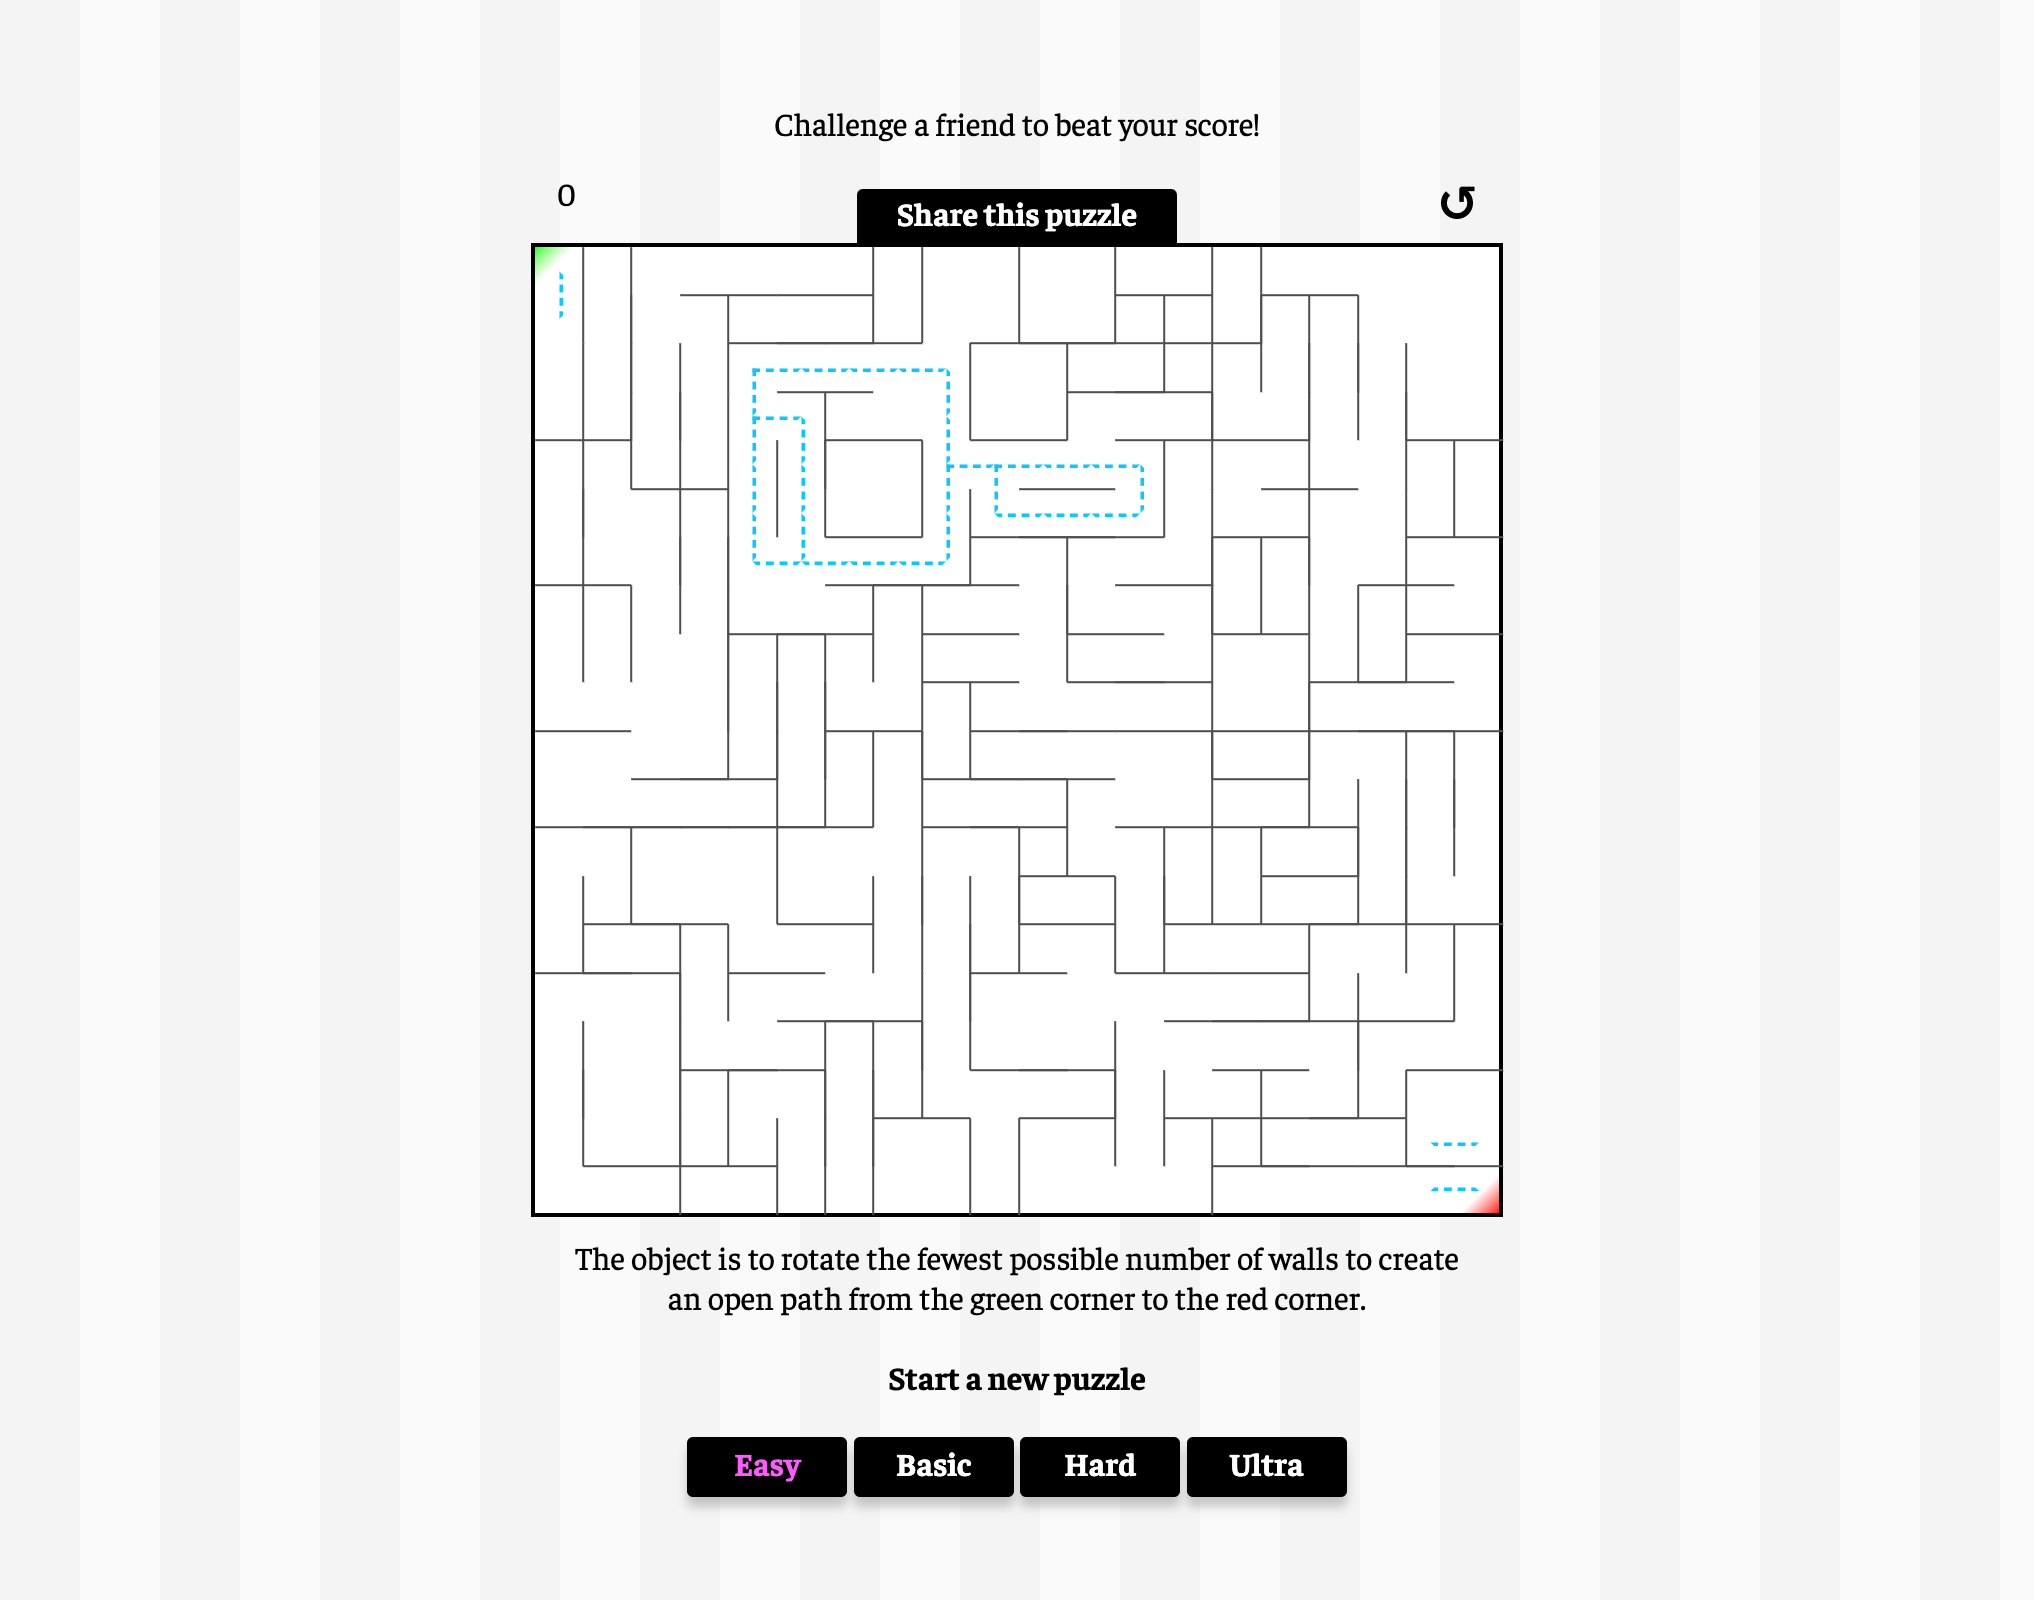 Challenge a friend to beat your score!
0
Share this puzzle
The object is to rotate the fewest possible number of walls to create
an open path from the green corner to the red corner.
Start a new puzzle
Easy Basic Hard Ultra